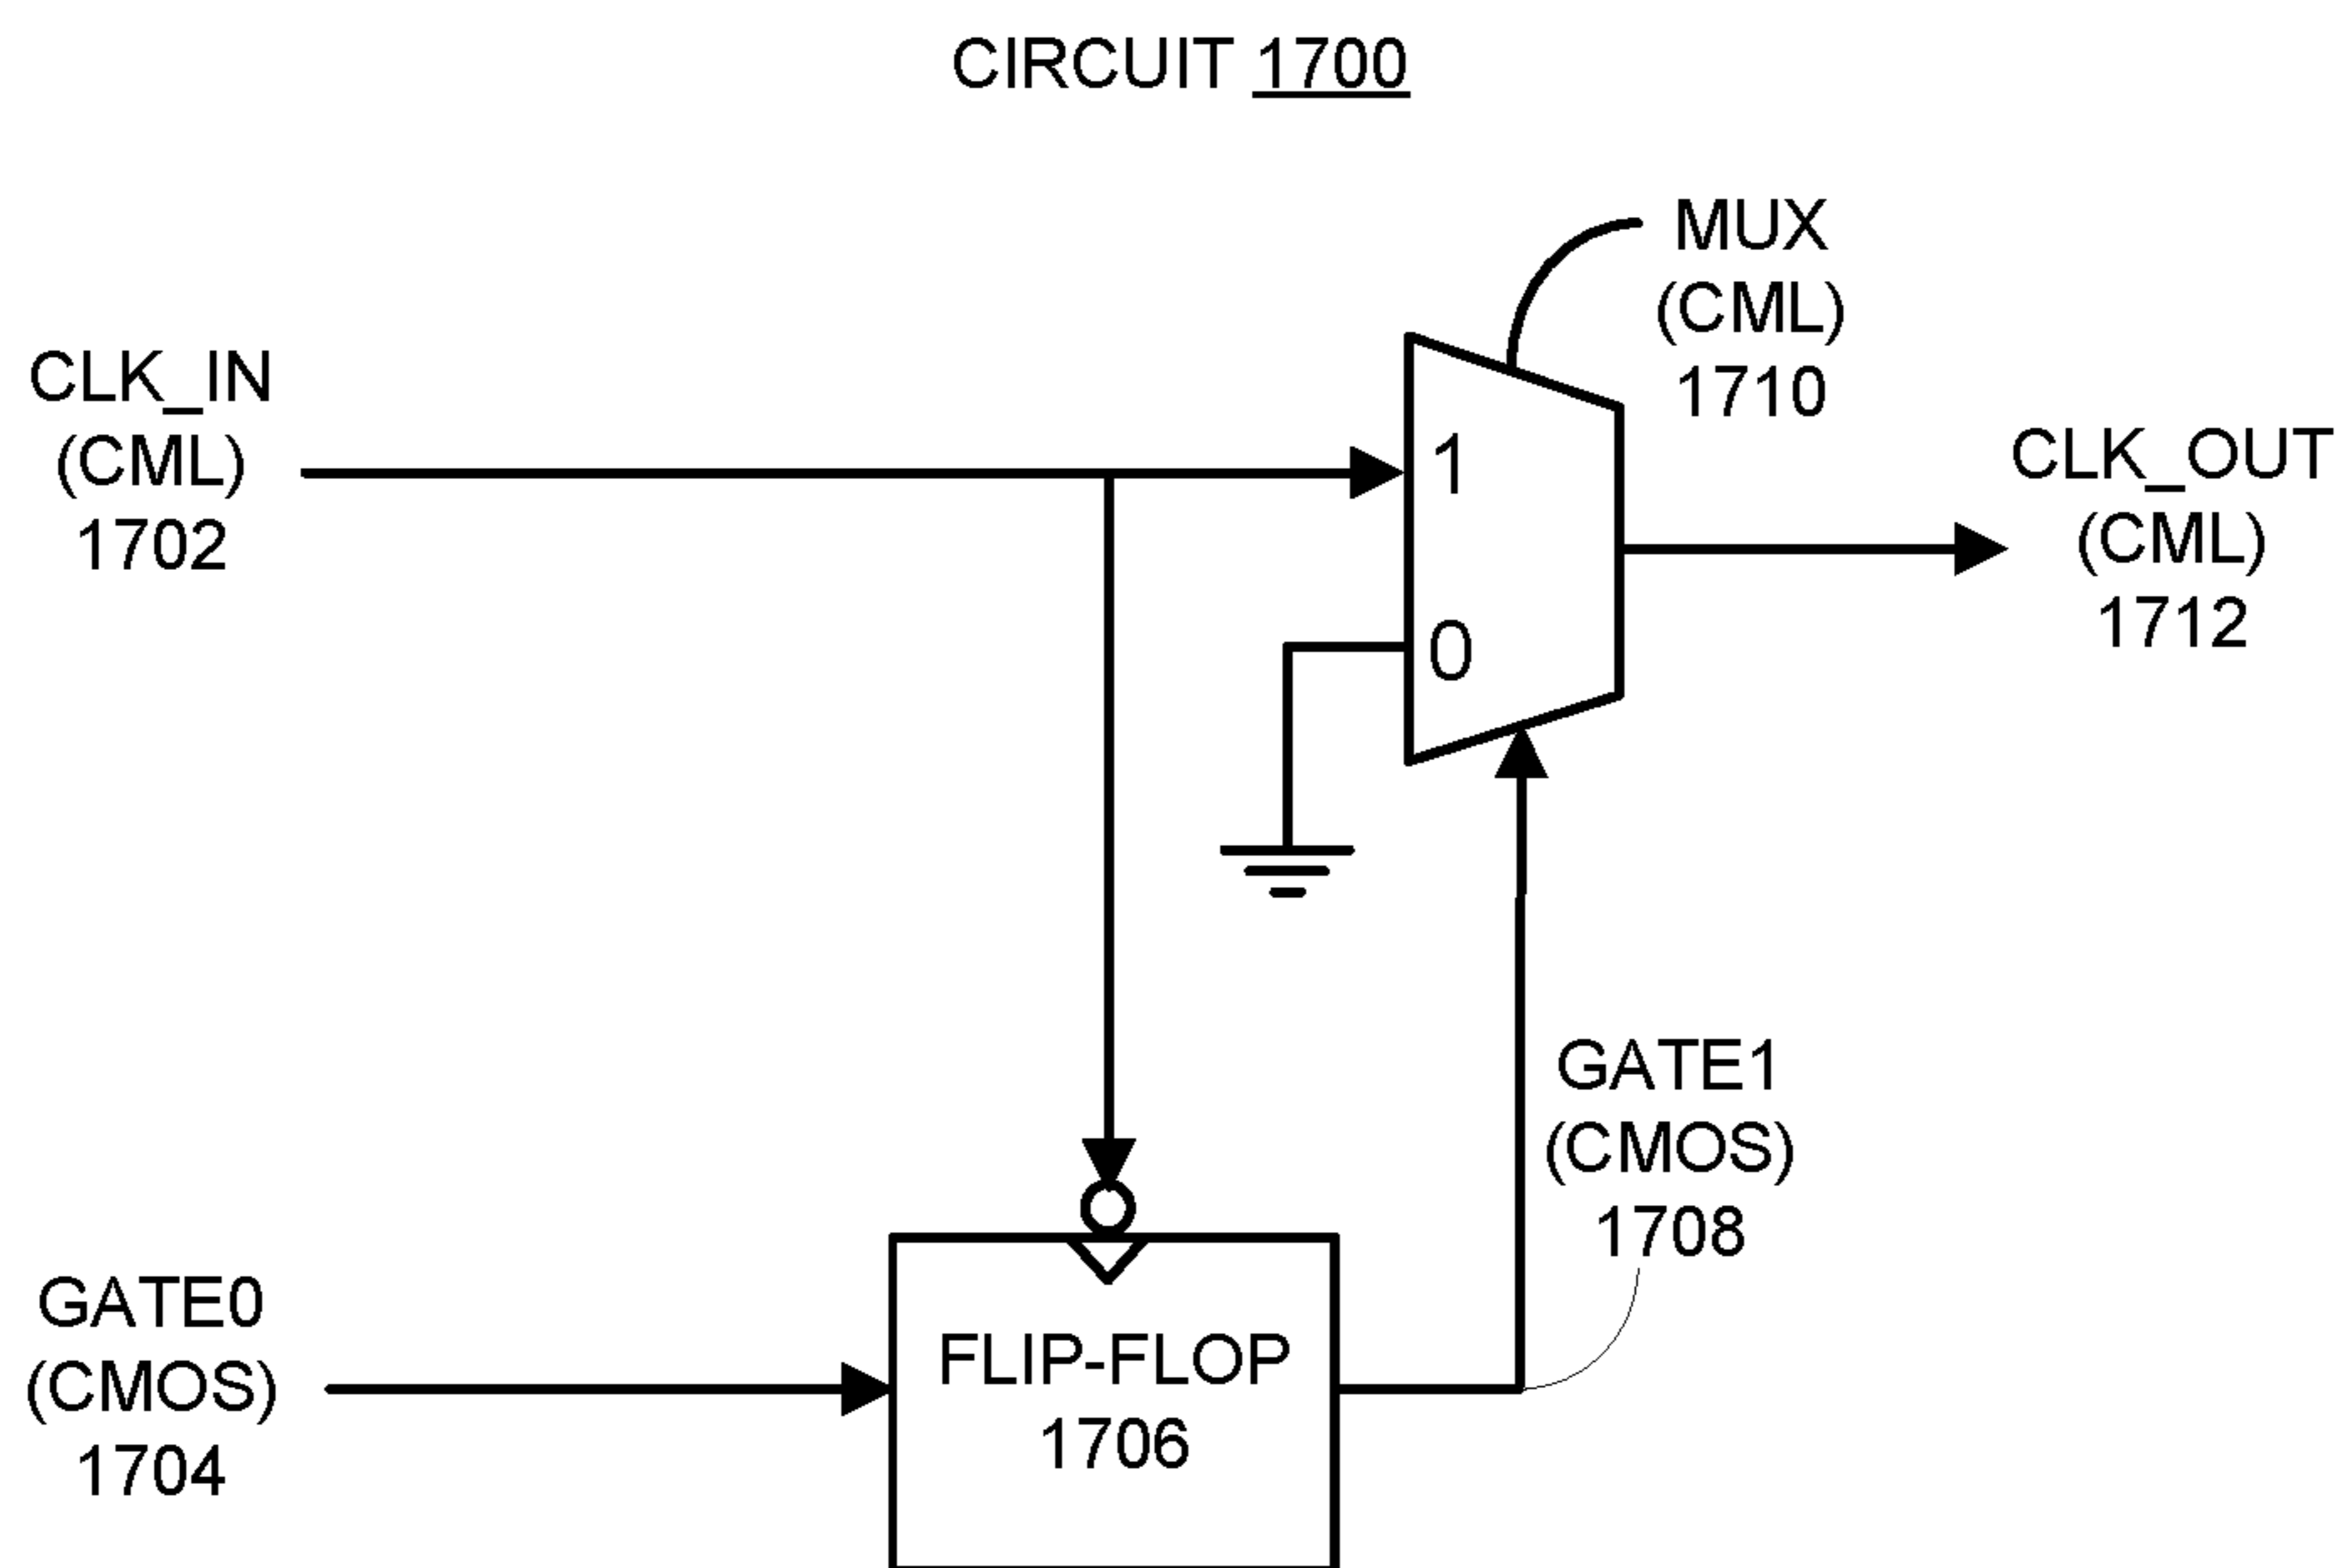 CIRCUIT 1700
MUX
(CML)
1710
CLK_IN
(CML)
1702
1
0
CLK_OUT
(CML)
1712
GATE1
(CMOS)
1708
GATE0
(CMOS)
1704
FLIP-FLOP
1706